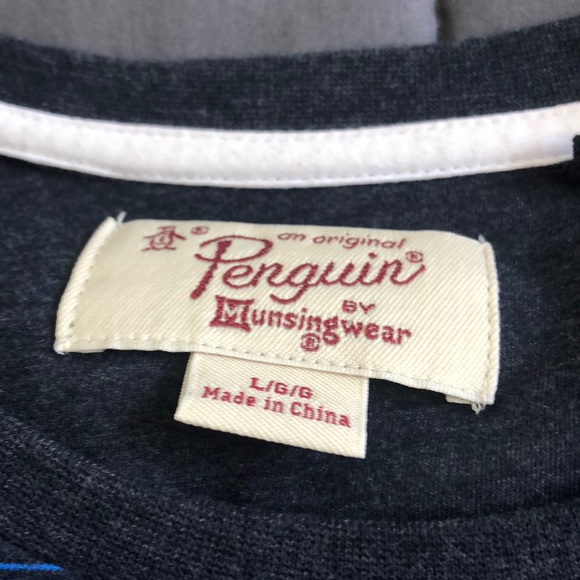 ® an original
Penguin®
BY
Munsingwear
®
L/G/G
Made in China